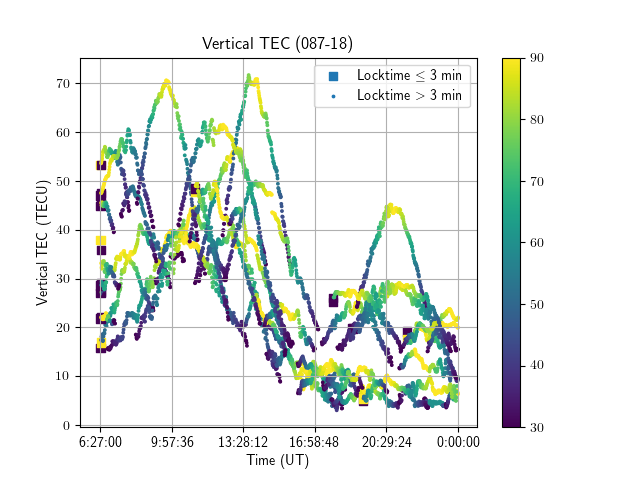 Vertical TEC (087-18)
Locktime ≤ 3 min
Locktime > 3 min
Vertical TEC (TECU)
70
60
50
40
30
20
10
0
6:27:00 9:57:36 13:28:12 16:58:48 20:29:24 0:00:00
Time (UT)
90
80
70
60
50
40
30